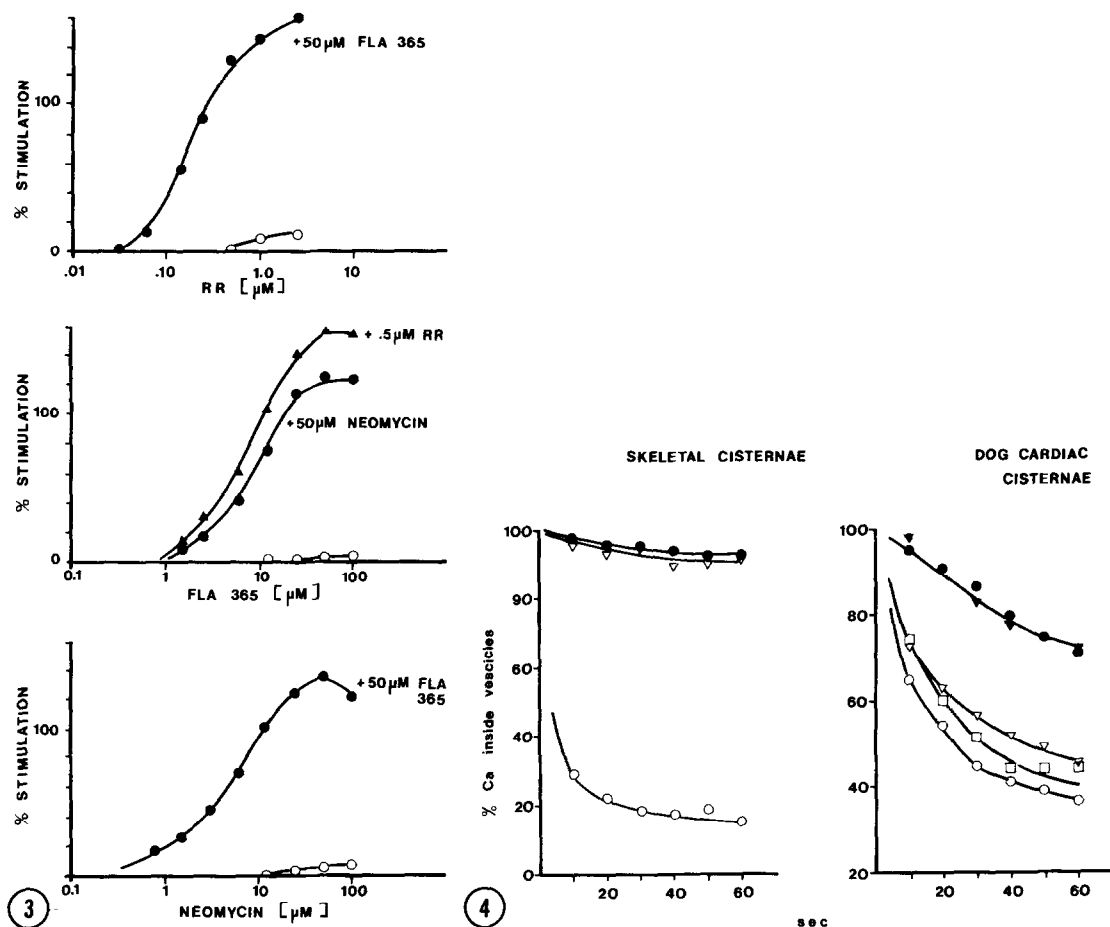 +50µM FLA 365
% STIMULATION
100
0
.01 .10 1.0 10
RR [µM]
+ .5µM RR
+50µM NEOMYCIN
% STIMULATION
100
0
0.1 1 10 100
FLA 365 [µM]
+50µM FLA
365
% STIMULATION
100
0.1 1 10 100
NEOMYCIN [µM]
3
SKELETAL CISTERNAE
% Ca inside vescicles
100
90
40
20
0
20 40 60
DOG CARDIAC
CISTERNAE
100
80
60
40
20
20 40 60
sec
4